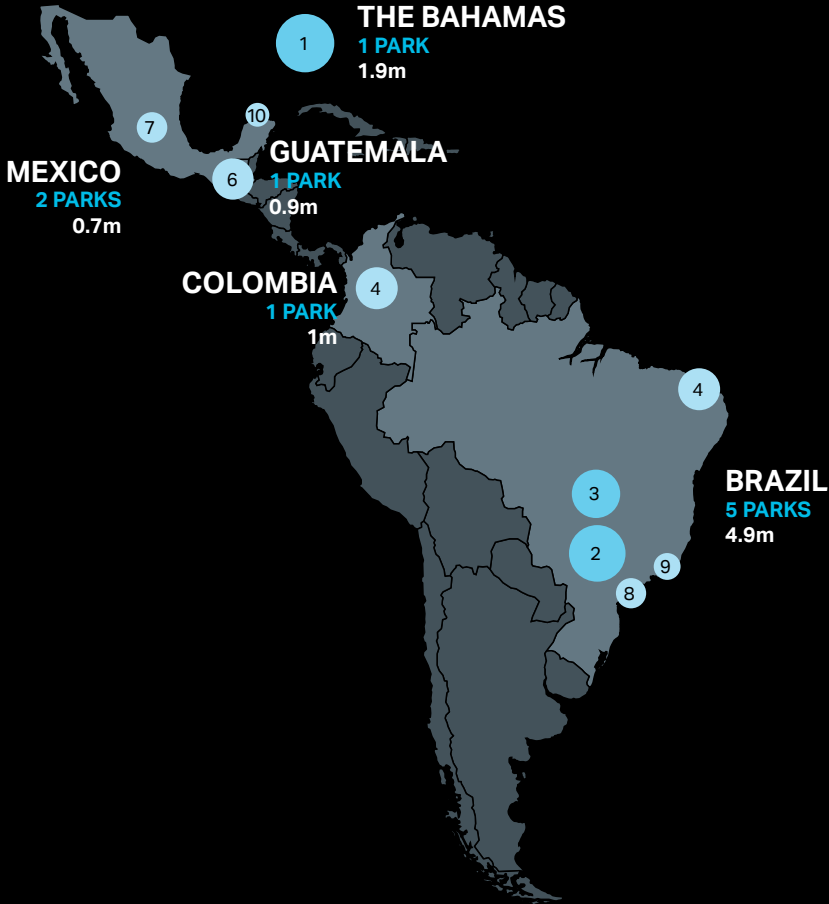 1
THE BAHAMAS
1 PARK
1.9m
10
7
MEXICO
2 PARKS
0.7m
6
GUATEMALA
1 PARK
0.9m
COLOMBIA
1 PARK
1m
4
4
3
2
9
8
BRAZIL
5 PARKS
4.9m